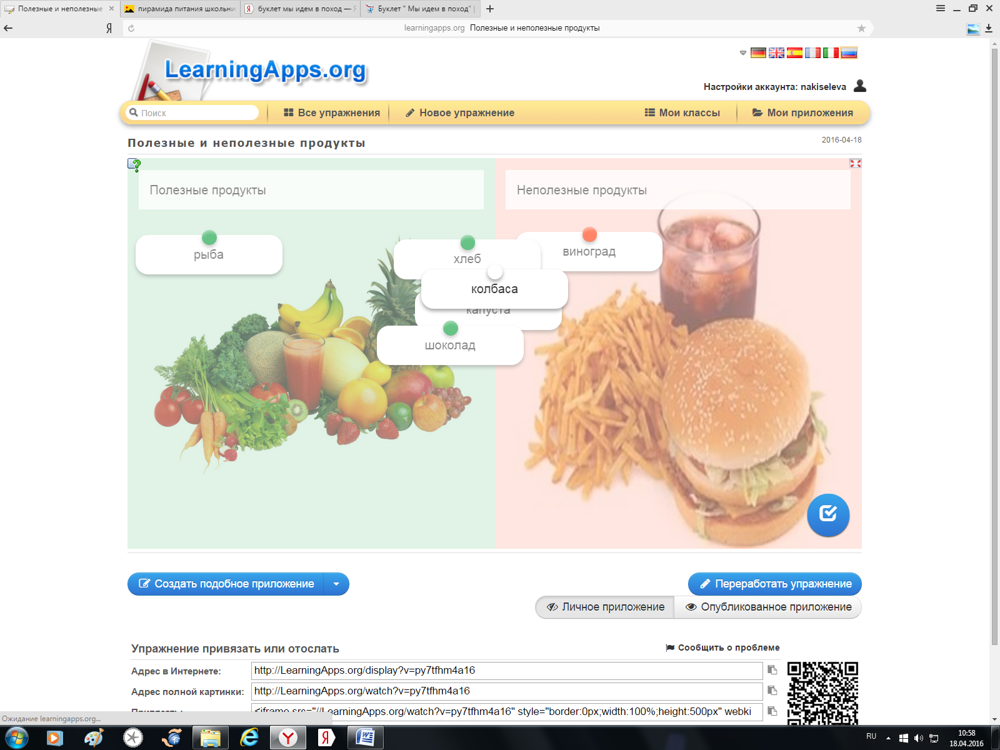 Полезные и неполезные
пирамида питания школьни
буклет мы идем в поход —
Буклет " Мы идем в поход" |
learningapps.org Полезные и неполезные продукты
LearningApps.org
Настройки аккаунта: nakiseleva
Поиск
Все упражнения
Новое упражнение
Мои классы
Мои приложения
Полезные и неполезные продукты
2016-04-18
Полезные продукты
Неполезные продукты
рыба
хлеб
виноград
колбаса
капуста
шоколад
Создать подобное приложение
Переработать упражнение
Личное приложение
Опубликованное приложение
Упражнение привязать или отослать
Сообщить о проблеме
Адрес в Интернете:
http://LearningApps.org/display?v=py7tfhm4a16
Адрес полной картинки:
http://LearningApps.org/watch?v=py7tfhm4a16
<iframe src="//LearningApps.org/watch?v=py7tfhm4a16" style="border:0px;width:100%;height:500px" webki
Ожидание learningapps.org...
RU
10:58
18.04.2016